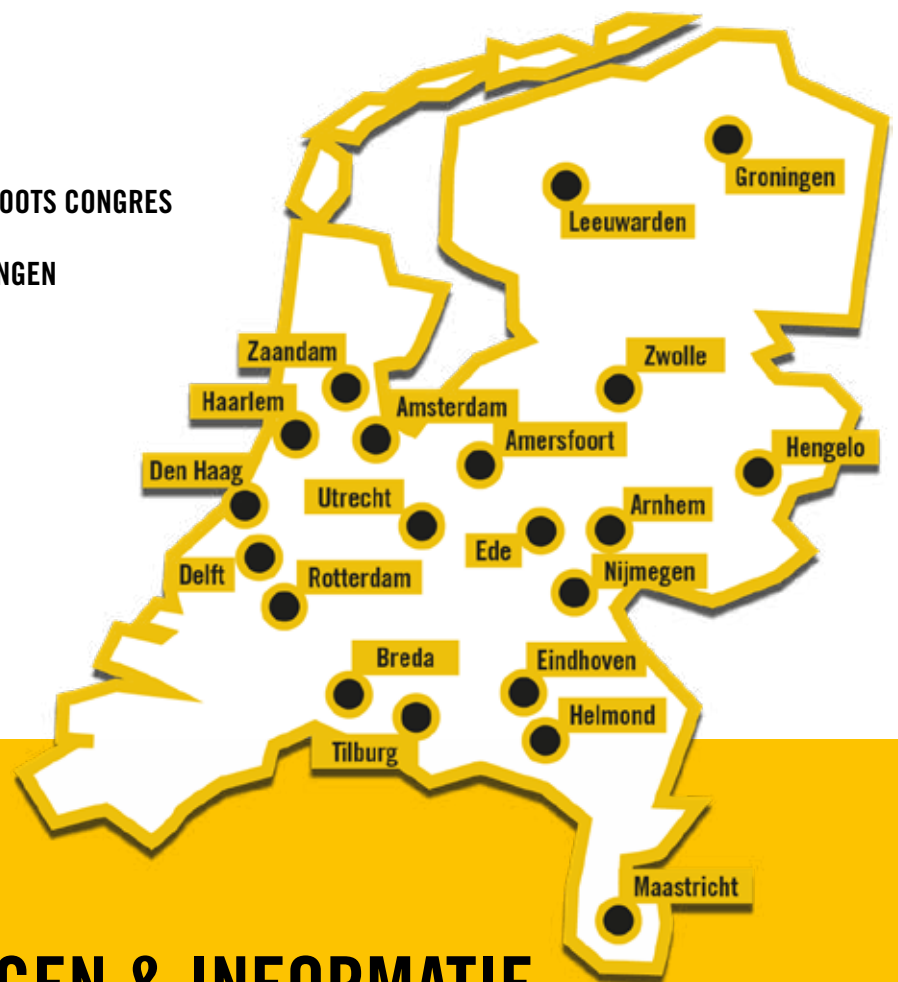 OOTS CONGRES
NGEN
Groningen
Leeuwarden
Zaandam
Zwolle
Haarlem
Amsterdam
Amersfoort
Hengelo
Den Haag
Utrecht
Arnhem
Ede
Nijmegen
Delft
Rotterdam
Breda
Eindhoven
Helmond
Tilburg
Maastricht
GEN & INFORMATIE